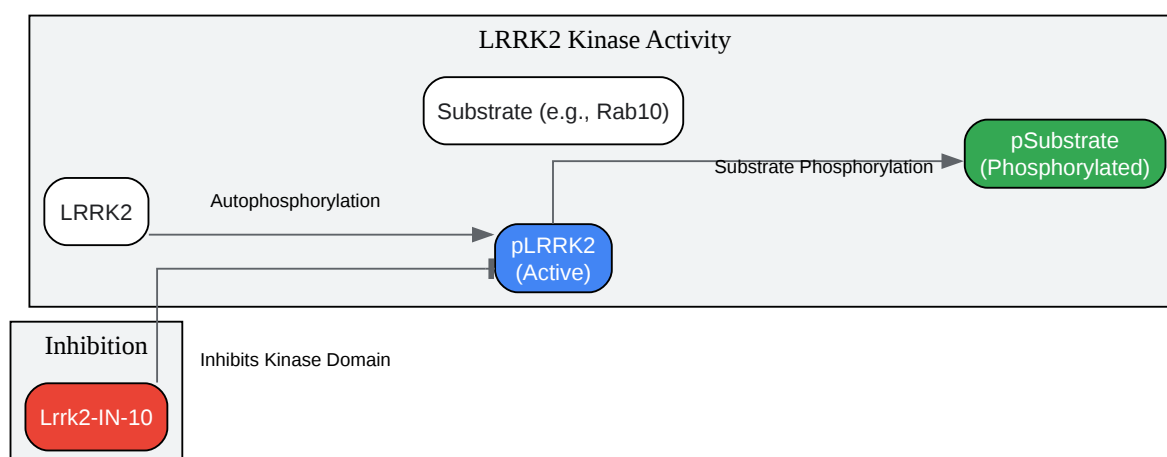 LRRK2 Kinase Activity
Substrate (e.g., Rab10)
pSubstrate
(Phosphorylated)
Substrate Phosphorylation
LRRK2
Autophosphorylation
pLRRK2
(Active)
Inhibition
Inhibits Kinase Domain
Lrrk2-IN-10